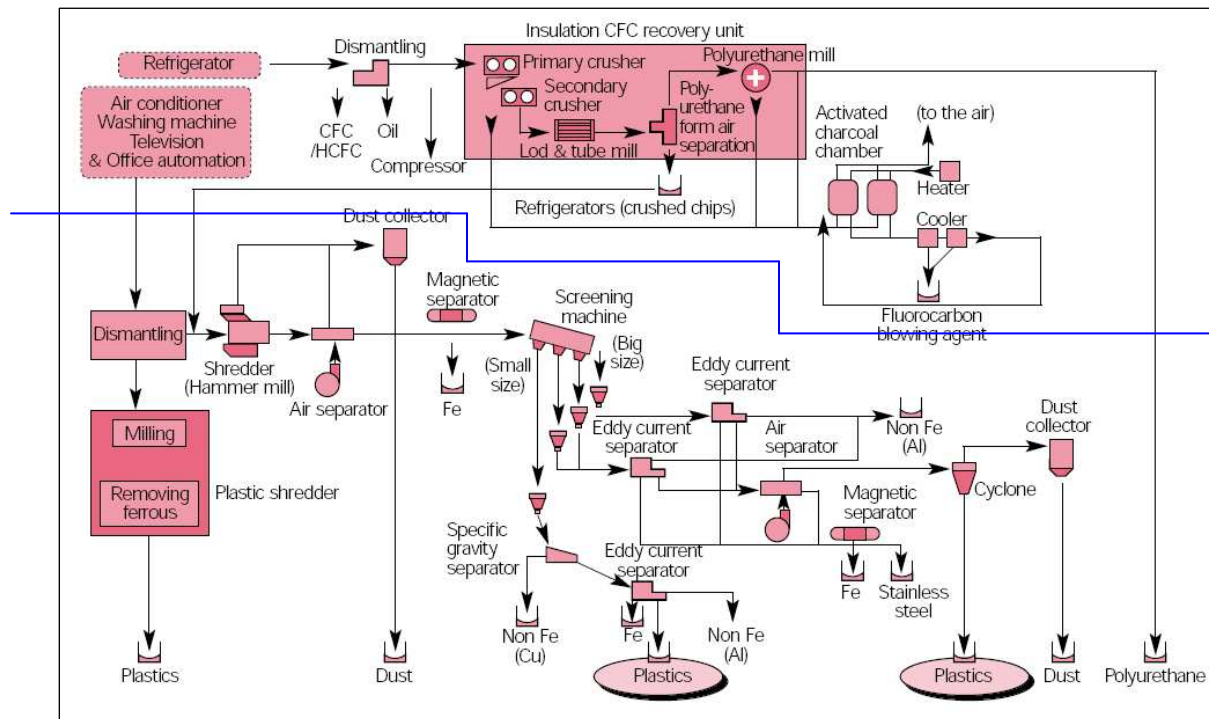 Insulation CFC recovery unit
Dismantling
Refrigerator
Primary crusher
Polyurethane mill
Air conditioner
Washing machine
Television
& Office automation
Secondary
crusher
Poly-
urethane
form air
separation
CFC
/HCFC
Oil
Compressor
Lod & tube mill
Activated
charcoal
chamber
(to the air)
Heater
Refrigerators (crushed chips)
Cooler
Dust collector
Fluorocarbon
blowing agent
Magnetic
separator
Screening
machine
Dismantling
Shredder
(Hammer mill)
Air separator
Fe
(Small
size)
(Big
size)
Eddy current
separator
Non Fe
(Al)
Dust
collector
Milling
Removing
ferrous
Plastic shredder
Eddy current
separator
Air
separator
Cyclone
Magnetic
separator
Specific
gravity
separator
Eddy current
separator
Fe
Stainless
steel
Non Fe
(Cu)
Fe
Non Fe
(Al)
Plastics
Dust
Plastics
Plastics
Dust
Polyurethane